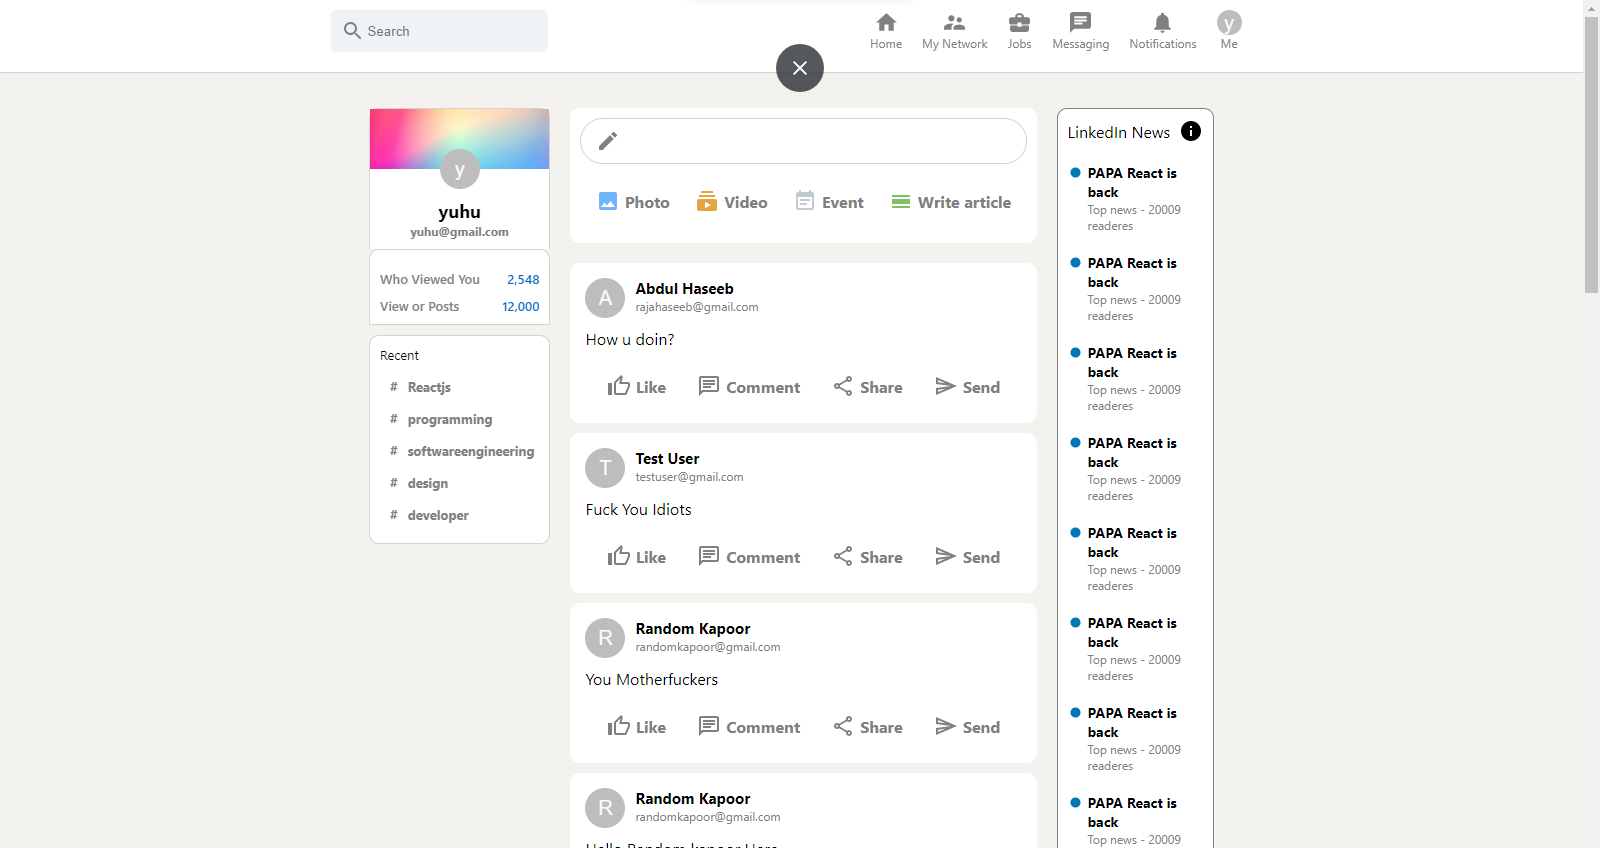 Search
Home
My Network
Jobs
Messaging
Notifications
y
Me
y
yuhu
yuhu@gmail.com
Who Viewed You 2,548
View or Posts 12,000
Recent
# Reactjs
# programming
# softwareengineering
# design
# developer
Photo
Video
Event
Write article
A
Abdul Haseeb
rajahaseeb@gmail.com
How u doin?
Like
Comment
Share
Send
T
Test User
testuser@gmail.com
Fuck You Idiots
Like
Comment
Share
Send
R
Random Kapoor
randomkapoor@gmail.com
You Motherfuckers
Like
Comment
Share
Send
R
Random Kapoor
randomkapoor@gmail.com
LinkedIn News
PAPA React is
back
Top news - 20009
readeres
PAPA React is
back
Top news - 20009
readeres
PAPA React is
back
Top news - 20009
readeres
PAPA React is
back
Top news - 20009
readeres
PAPA React is
back
Top news - 20009
readeres
PAPA React is
back
Top news - 20009
readeres
PAPA React is
back
Top news - 20009
readeres
PAPA React is
back
Top news - 20009